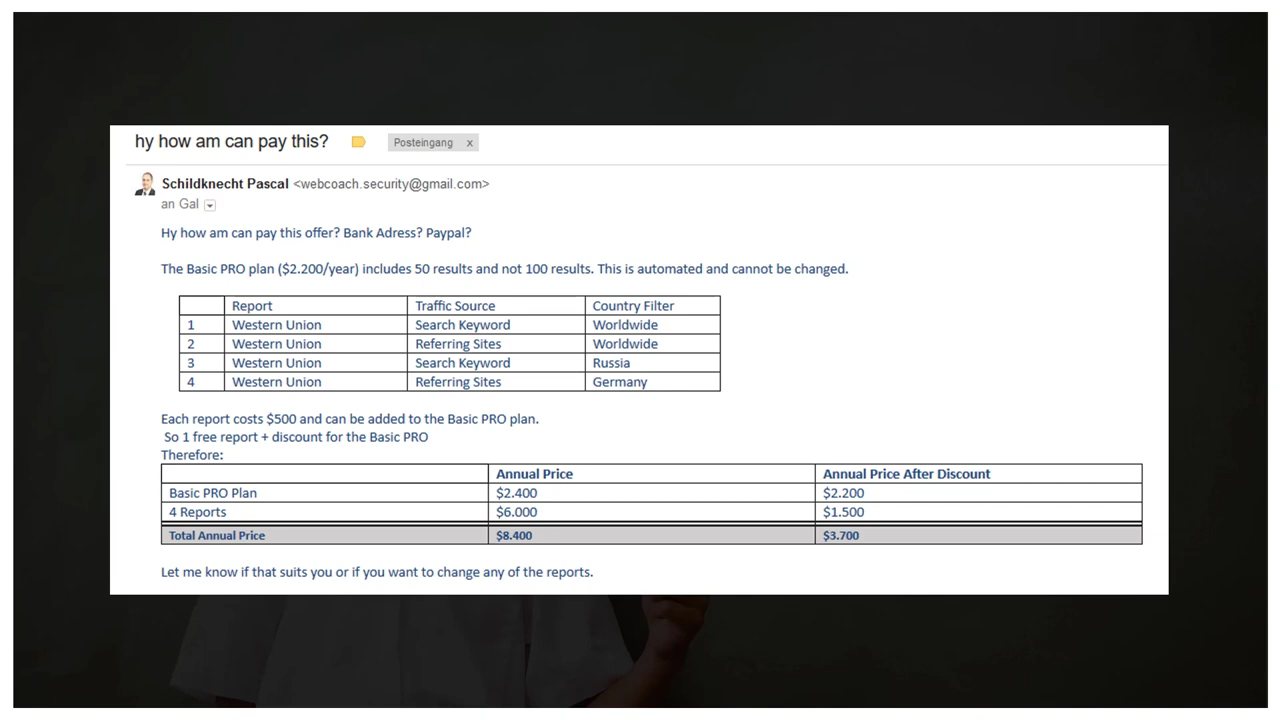 hy how am can pay this?
Posteingang x
Schildknecht Pascal <webcoach.security@gmail.com>
an Gal
Hy how am can pay this offer? Bank Adress? Paypal?
The Basic PRO plan ($2.200/year) includes 50 results and not 100 results. This is automated and cannot be changed.
Report Traffic Source Country Filter
1 Western Union Search Keyword Worldwide
2 Western Union Referring Sites Worldwide
3 Western Union Search Keyword Russia
4 Western Union Referring Sites Germany
Each report costs $500 and can be added to the Basic PRO plan.
So 1 free report + discount for the Basic PRO
Therefore:
Annual Price Annual Price After Discount
Basic PRO Plan $2.400 $2.200
4 Reports $6.000 $1.500
Total Annual Price $8.400 $3.700
Let me know if that suits you or if you want to change any of the reports.